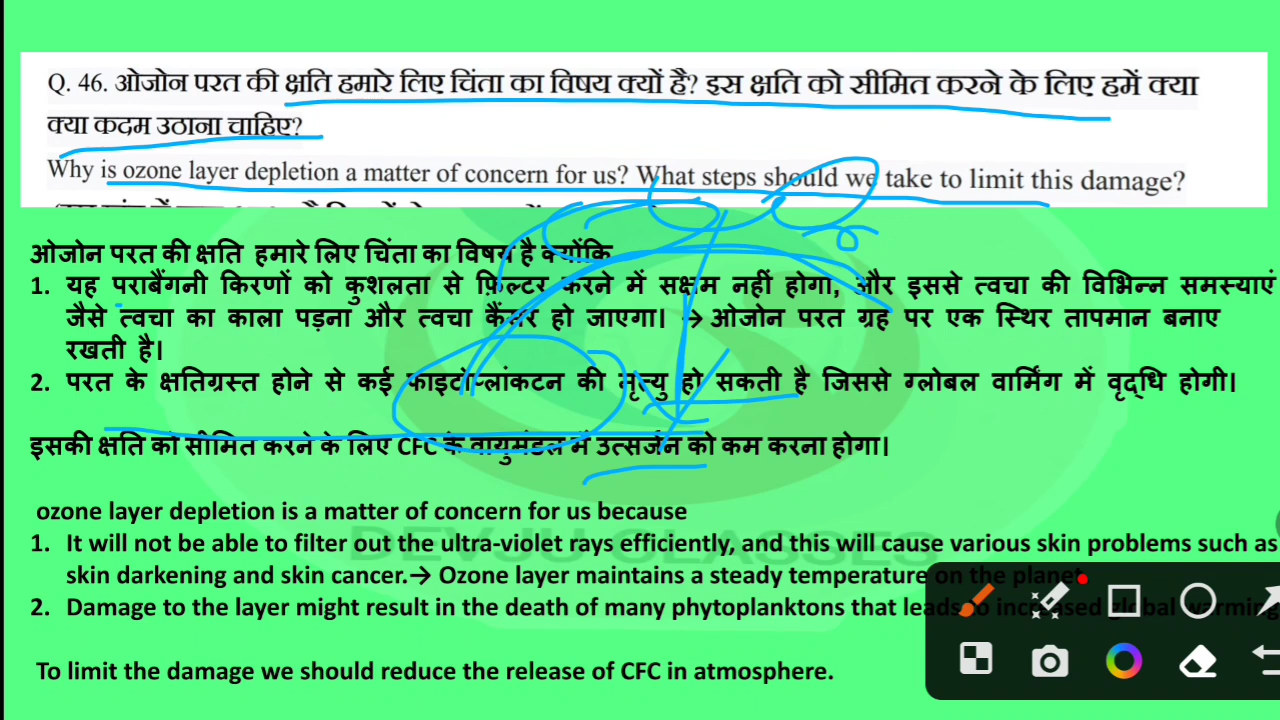 Q. 46. ओजोन परत की क्षति हमारे लिए चिंता का विषय क्यों है? इस क्षति को सीमित करने के लिए हमें क्या
क्या कदम उठाना चाहिए?
Why is ozone layer depletion a matter of concern for us? What steps should we take to limit this damage?
ओजोन परत की क्षति हमारे लिए चिंता का विषय है क्योंकि
1. यह पराबैंगनी किरणों को कुशलता से फ़िल्टर करने में सक्षम नहीं होगा, और इससे त्वचा की विभिन्न समस्याएं
जैसे त्वचा का काला पड़ना और त्वचा कैंसर हो जाएगा। → ओजोन परत ग्रह पर एक स्थिर तापमान बनाए
रखती है।
2. परत के क्षतिग्रस्त होने से कई फाइटोप्लांकटन की मृत्यु हो सकती है जिससे ग्लोबल वार्मिंग में वृद्धि होगी।
इसकी क्षति को सीमित करने के लिए CFC के वायुमंडल में उत्सर्जन को कम करना होगा।
ozone layer depletion is a matter of concern for us because
1. It will not be able to filter out the ultra-violet rays efficiently, and this will cause various skin problems such as
skin darkening and skin cancer.→ Ozone layer maintains a steady temperature on the planet.
2. Damage to the layer might result in the death of many phytoplanktons that leads to increased global warming
To limit the damage we should reduce the release of CFC in atmosphere.
DEVJU CLASSES